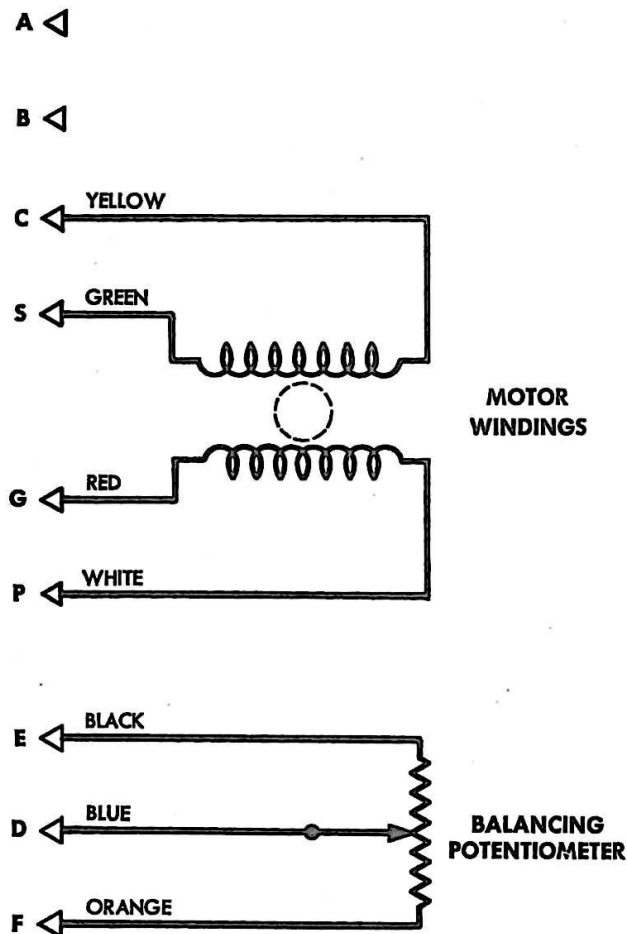 A
B
C YELLOW
S GREEN
MOTOR
WINDINGS
G RED
P WHITE
E BLACK
D BLUE
BALANCING
POTENTIOMETER
F ORANGE